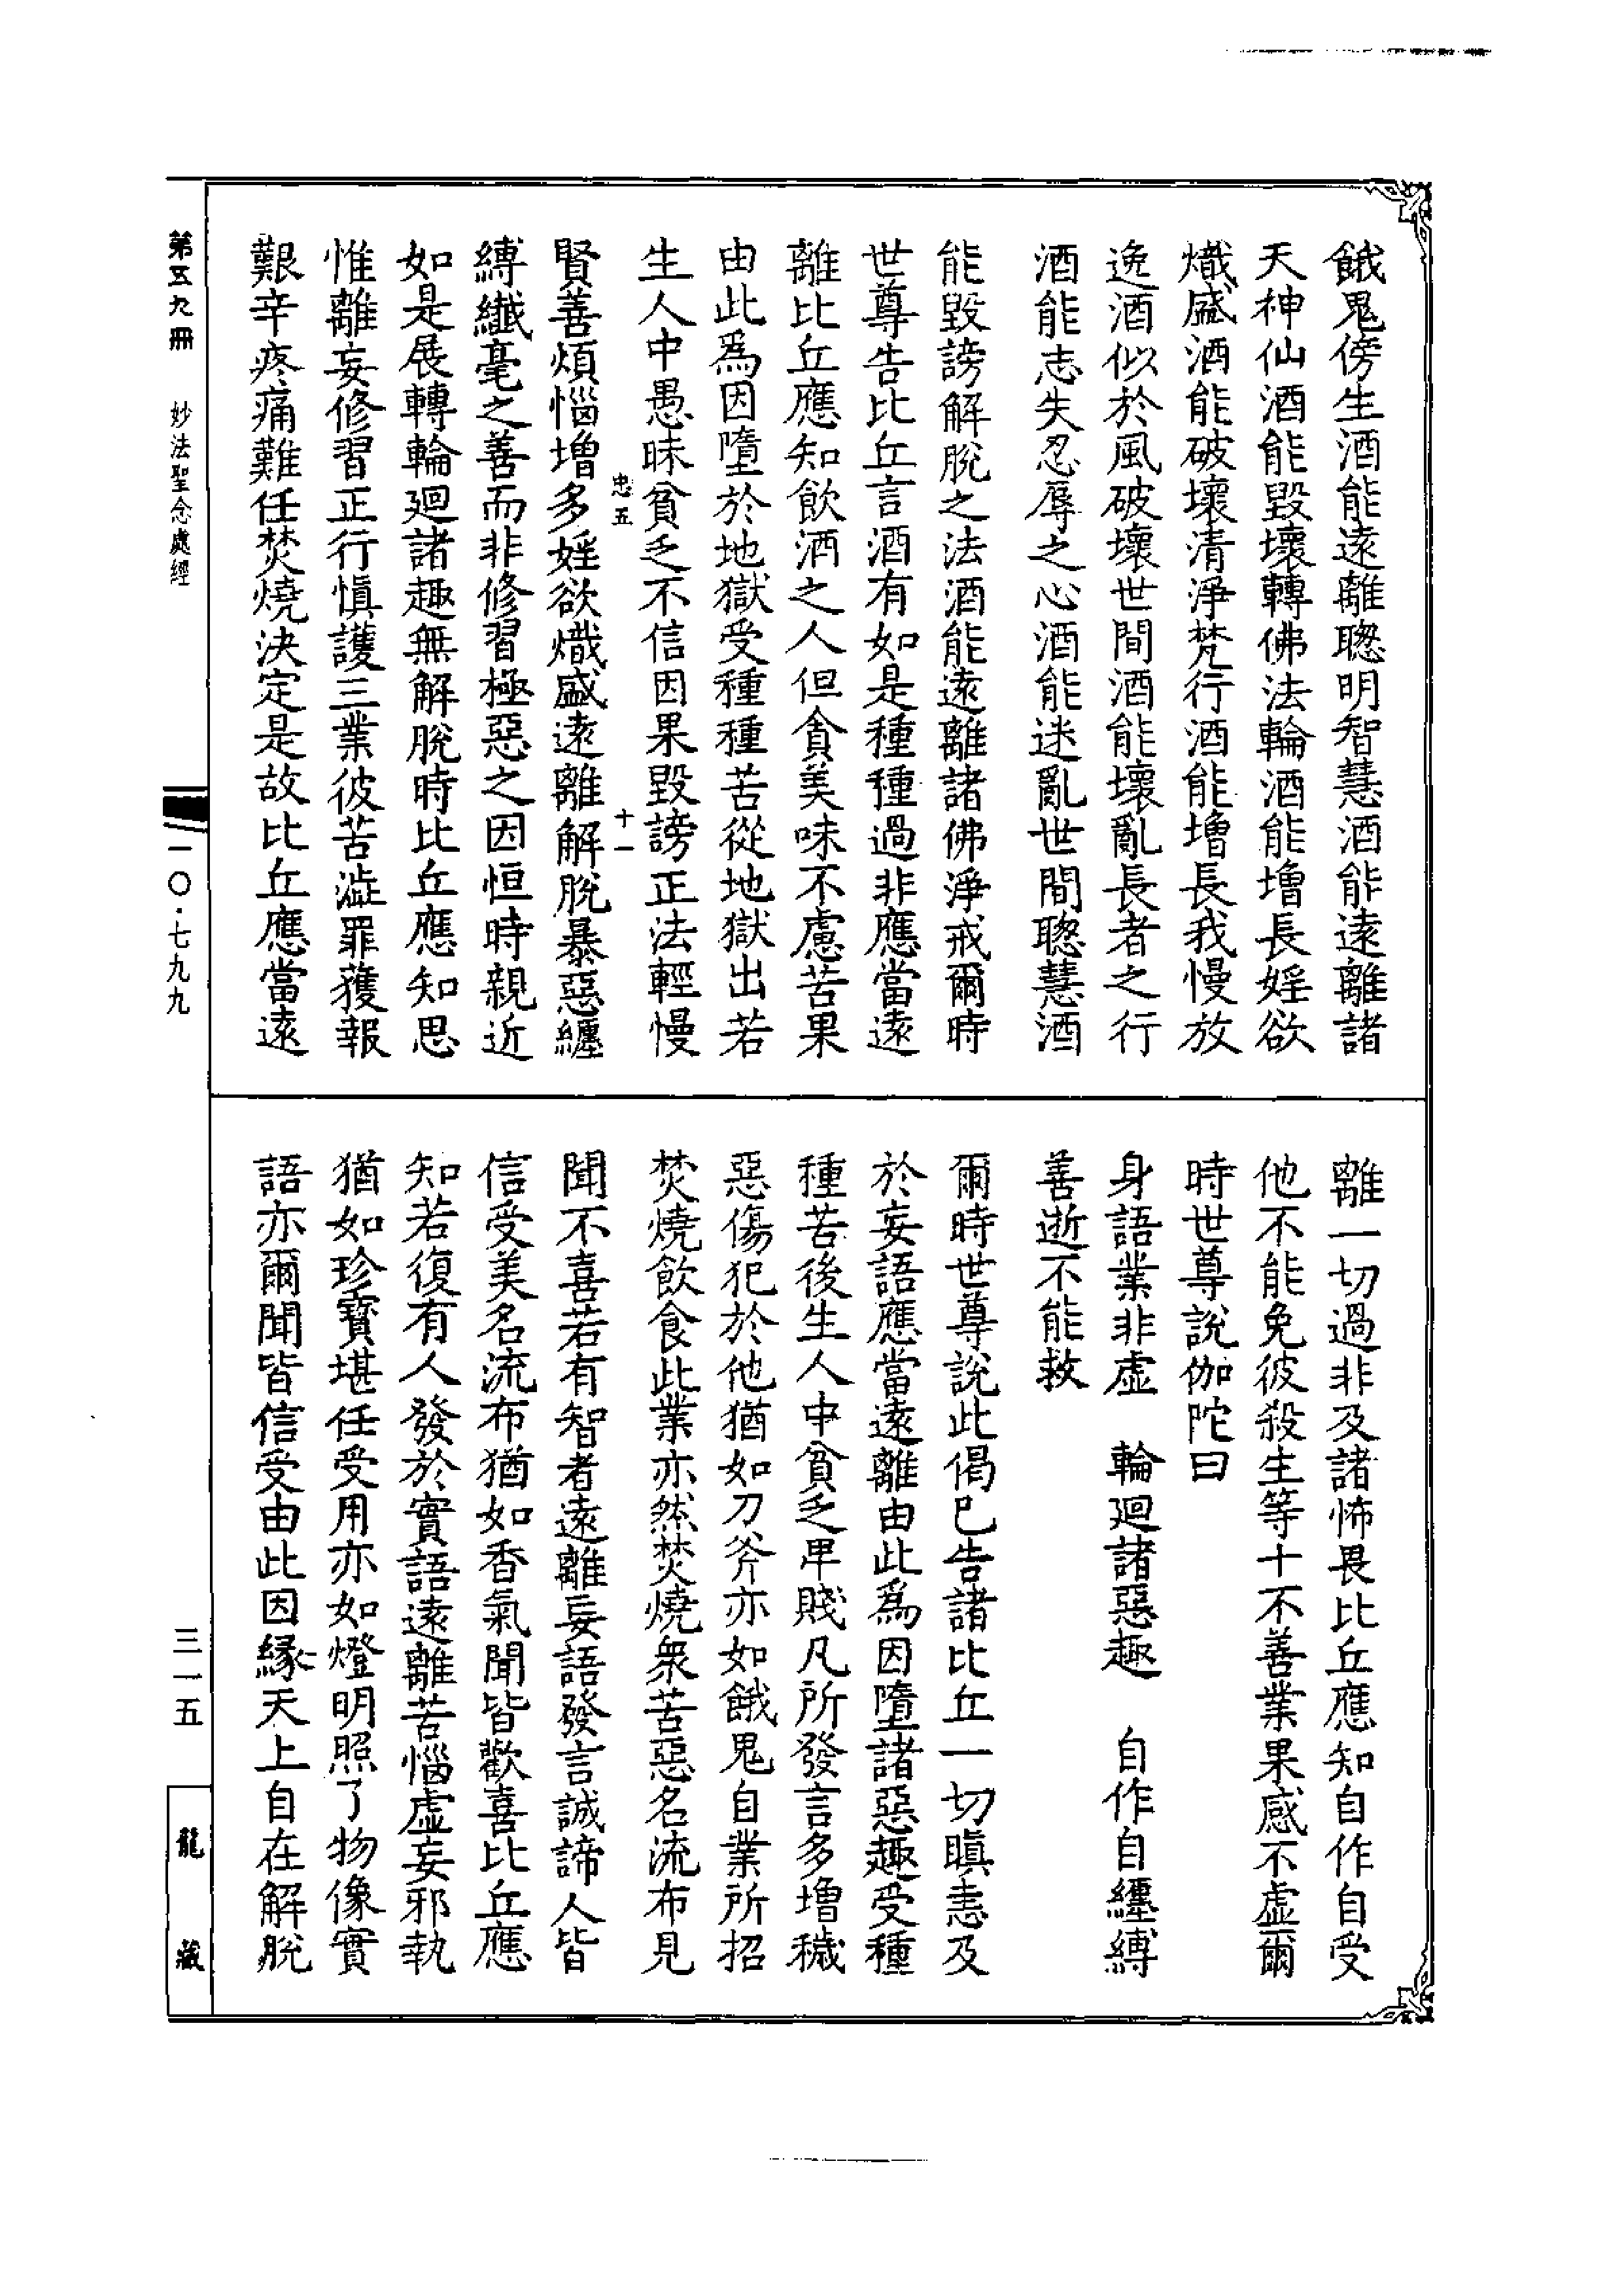 餓鬼傍生酒能遠離聰明智慧酒能遠離諸
天神仙酒能毀壞轉佛法輪酒能增長婬欲
熾盛酒能破壞清淨梵行酒能增長我慢放
逸酒似於風破壞世間酒能壞亂長者之行
酒能志失忍辱之心酒能迷亂世間聰慧酒
能毀謗解脫之法酒能遠離諸佛淨戒爾時
世尊告比丘言酒有如是種種過非應當遠
離比丘應知飲酒之人但貪美味不慮苦果
由此爲因墮於地獄受種種苦從地獄出若
生人中愚昧貧乏不信因果毀謗正法輕慢
忠五 十一
賢善煩惱增多婬欲熾盛遠離解脫暴惡纏
縛纖毫之善而非修習極惡之因恒時親近
如是展轉輪廻諸趣無解脫時比丘應知思
惟離妄修習正行愼護三業彼苦澁罪獲報
艱辛疼痛難任焚燒決定是故比丘應當遠
離一切過非及諸怖畏比丘應知自作自受
他不能免彼殺生等十不善業果感不虛爾
時世尊說伽陀曰
身語業非虛 輪廻諸惡趣 自作自纏縛
善逝不能救
爾時世尊說此偈已告諸比丘一切瞋恚及
於妄語應當遠離由此爲因墮諸惡趣受種
種苦後生人中貧乏卑賤凡所發言多增穢
惡傷犯於他猶如刀斧亦如餓鬼自業所招
焚燒飲食此業亦然焚燒衆苦惡名流布見
聞不喜若有智者遠離妄語發言誠諦人皆
信受美名流布猶如香氣聞皆歡喜比丘應
知若復有人發於實語遠離苦惱虛妄邪執
猶如珍寶堪任受用亦如燈明照了物像實
語亦爾聞皆信受由此因緣天上自在解脫
第五九冊 妙法聖念處經
一〇·七九九
三一五
龍藏